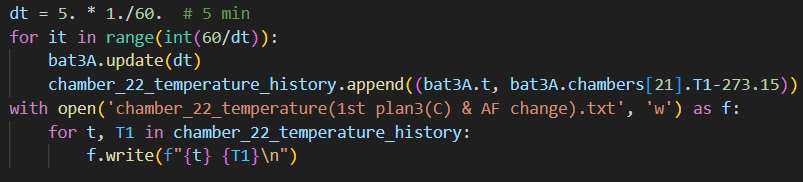 dt = 5. * 1./60.  # 5 min
for it in range(int(60/dt)):
    bat3A.update(dt)
    chamber_22_temperature_history.append((bat3A.t, bat3A.chambers[21].T1-273.15))
with open('chamber_22_temperature(1st plan3(C) & AF change).txt', 'w') as f:
    for t, T1 in chamber_22_temperature_history:
        f.write(f"{t} {T1}\n")